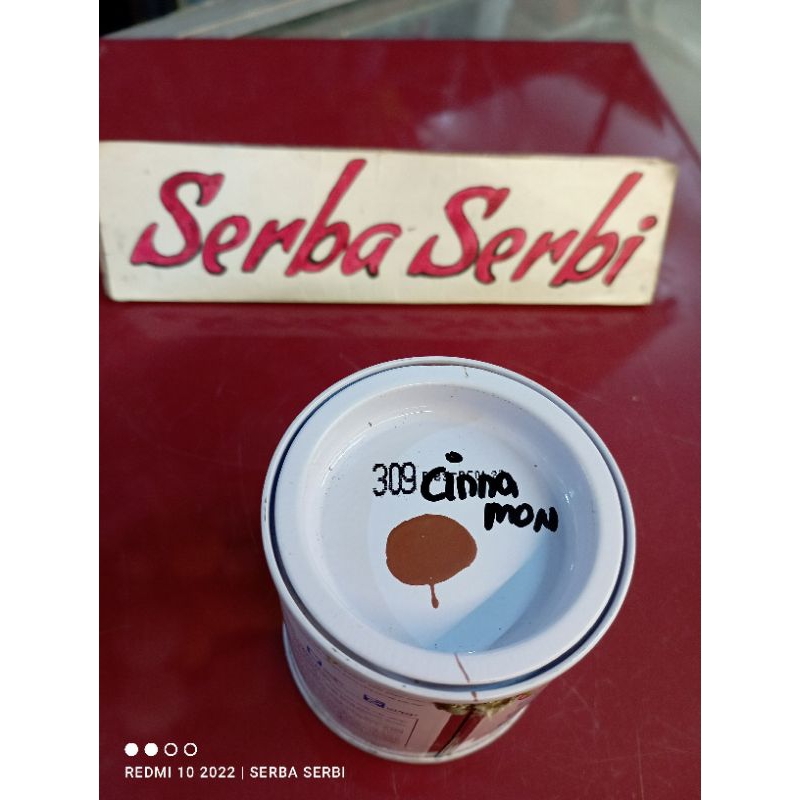 Serba Serbi
309 Cinna
mon
REDMI 10 2022 | SERBA SERBI